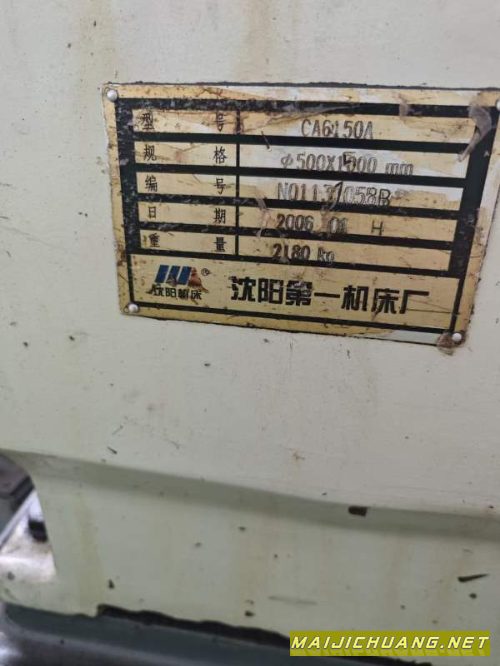 型 号 CA6150A
规 格 φ500X1500 mm
编 号
日 期 2006
重 量 2180 kg
沈阳机床 ® 沈阳第一机床厂
MAIJICHUANG.NET